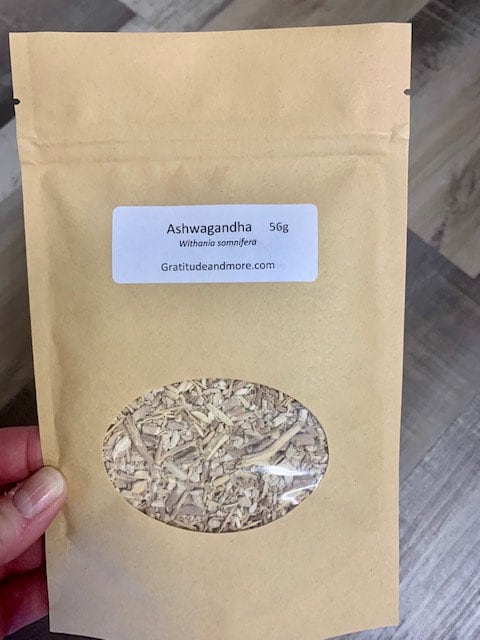 Ashwagandha 56g
Withania somnifera
Gratitudeandmore.com